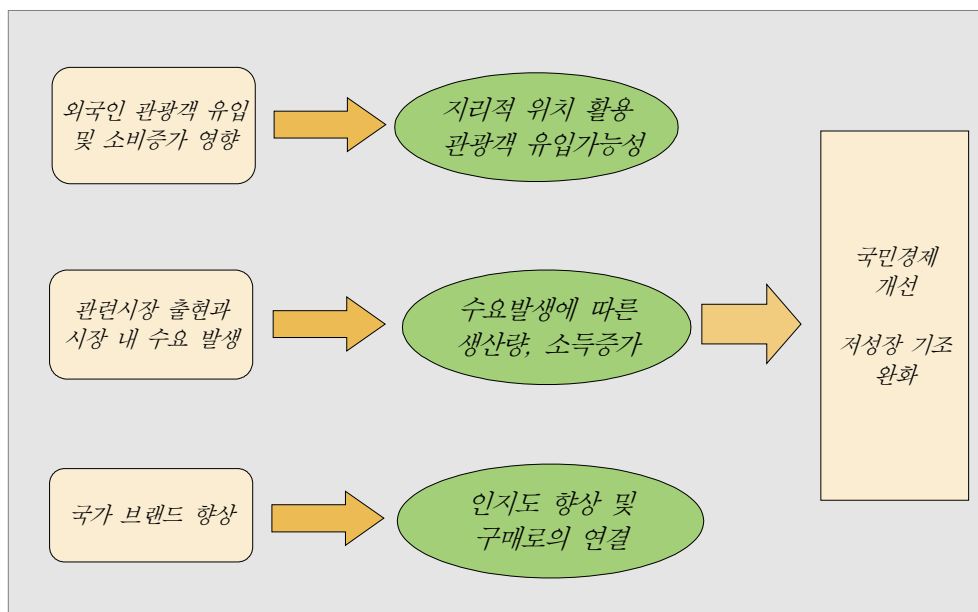 외국인 관광객 유입
및 소비증가 영향
지리적 위치 활용
관광객 유입가능성
관련시장 출현과
시장 내 수요 발생
수요발생에 따른
생산량, 소득증가
국가 브랜드 향상
인지도 향상 및
구매로의 연결
국민경제
개선
저성장 기조
완화